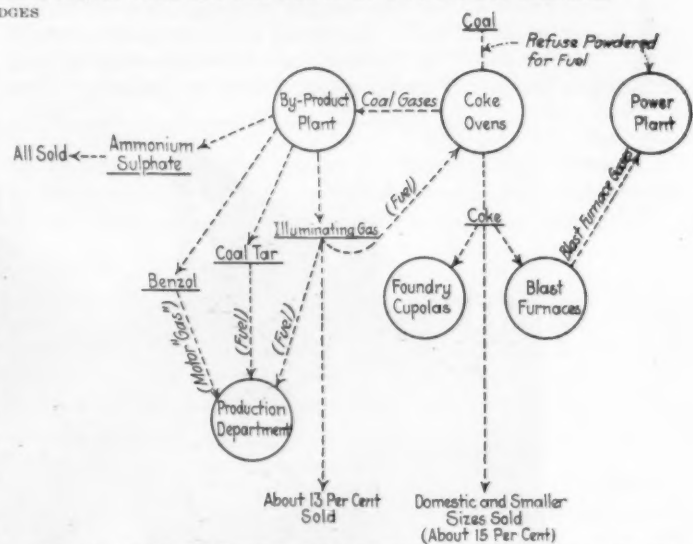 DGES
Coal
Refuse Powdered
for Fuel
By-Product
Plant
Coal Gases
Coke
Ovens
Power
Plant
All Sold
Ammonium
Sulphate
(Fuel)
Blast Furnace Gases
Illuminating Gas
Coke
Coal Tar
Benzol
Foundry
Cupolas
Blast
Furnaces
(Motor "Gas")
(Fuel)
(Fuel)
Production
Department
About 13 Per Cent
Sold
Domestic and Smaller
Sizes Sold
(About 15 Per Cent)